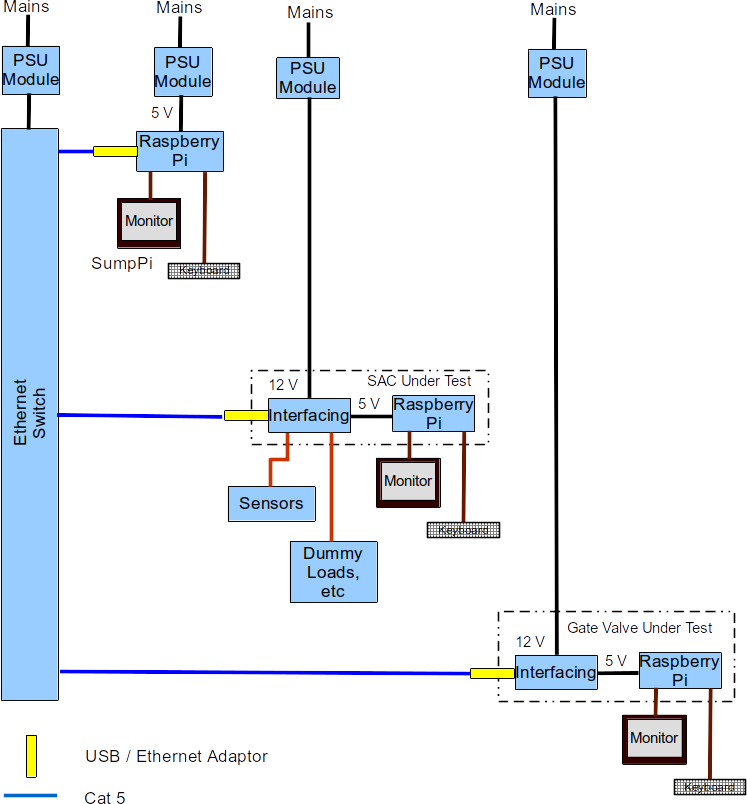 Mains
Mains
Mains
Mains
PSU
Module
PSU
Module
PSU
Module
PSU
Module
5 V
Raspberry
Pi
Monitor
SumpPi
Keyboard
Ethernet
Switch
12 V
SAC Under Test
Interfacing
5 V
Raspberry
Pi
Sensors
Monitor
Keyboard
Dummy
Loads,
etc
12 V
Gate Valve Under Test
Interfacing
5 V
Raspberry
Pi
Monitor
Keyboard
USB / Ethernet Adaptor
Cat 5